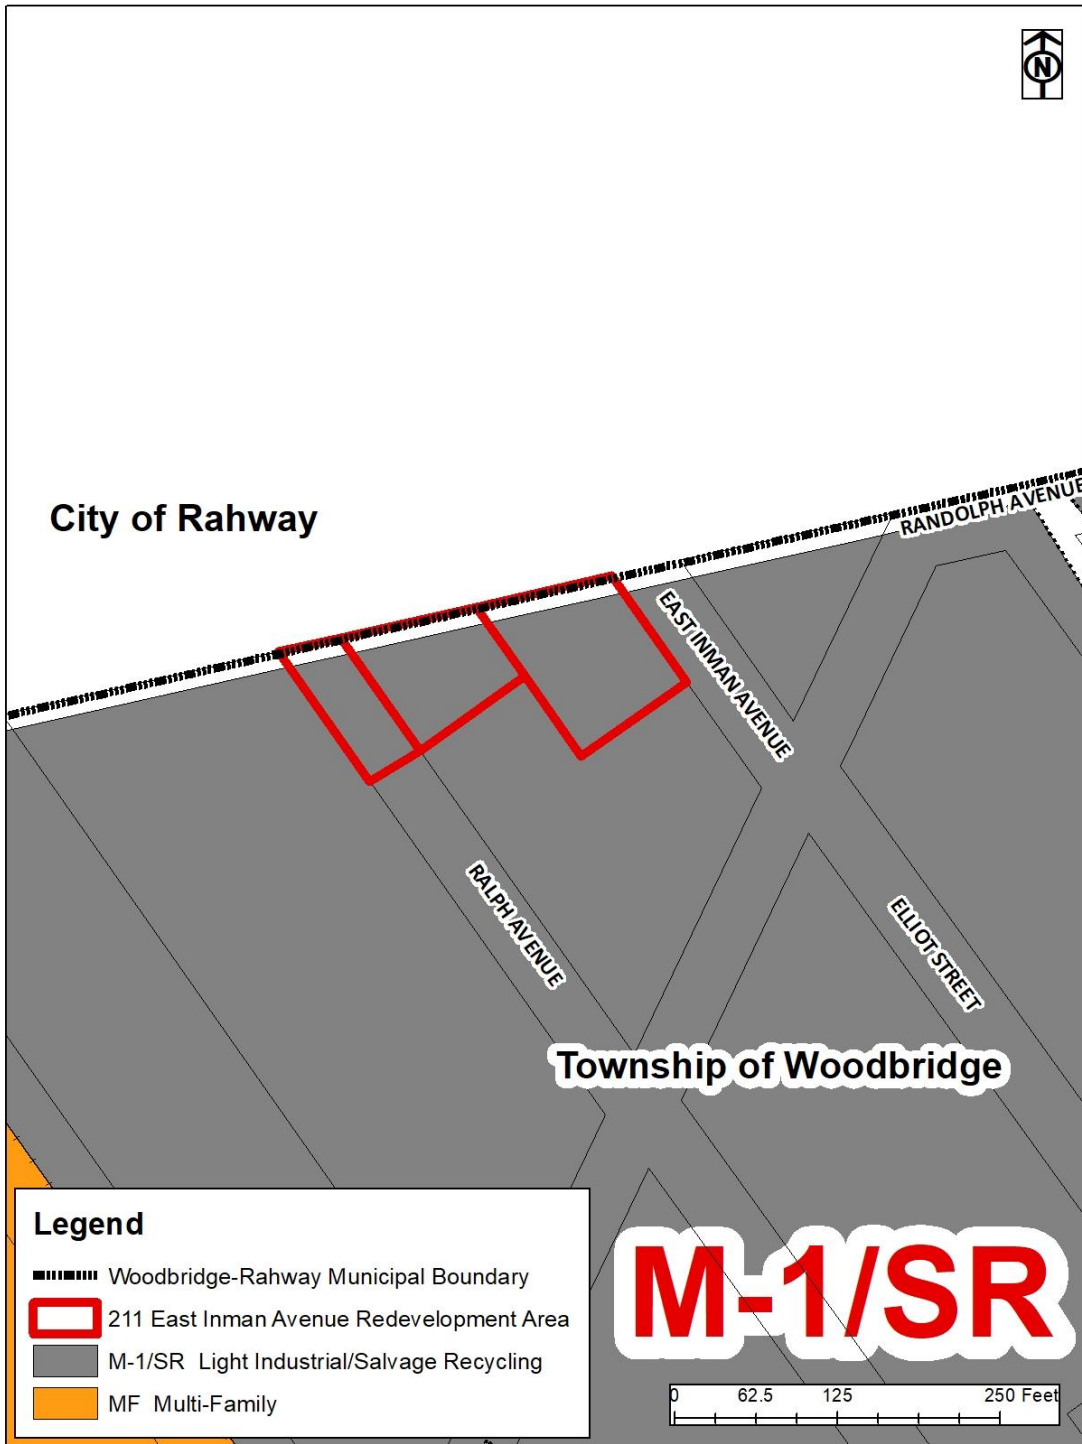 N
City of Rahway
RANDOLPH AVENUE
EAST INMAN AVENUE
RALPH AVENUE
ELLIOT STREET
Township of Woodbridge
M-1/SR
Legend
Woodbridge-Rahway Municipal Boundary
211 East Inman Avenue Redevelopment Area
M-1/SR Light Industrial/Salvage Recycling
MF Multi-Family
0 62.5 125 250 Feet